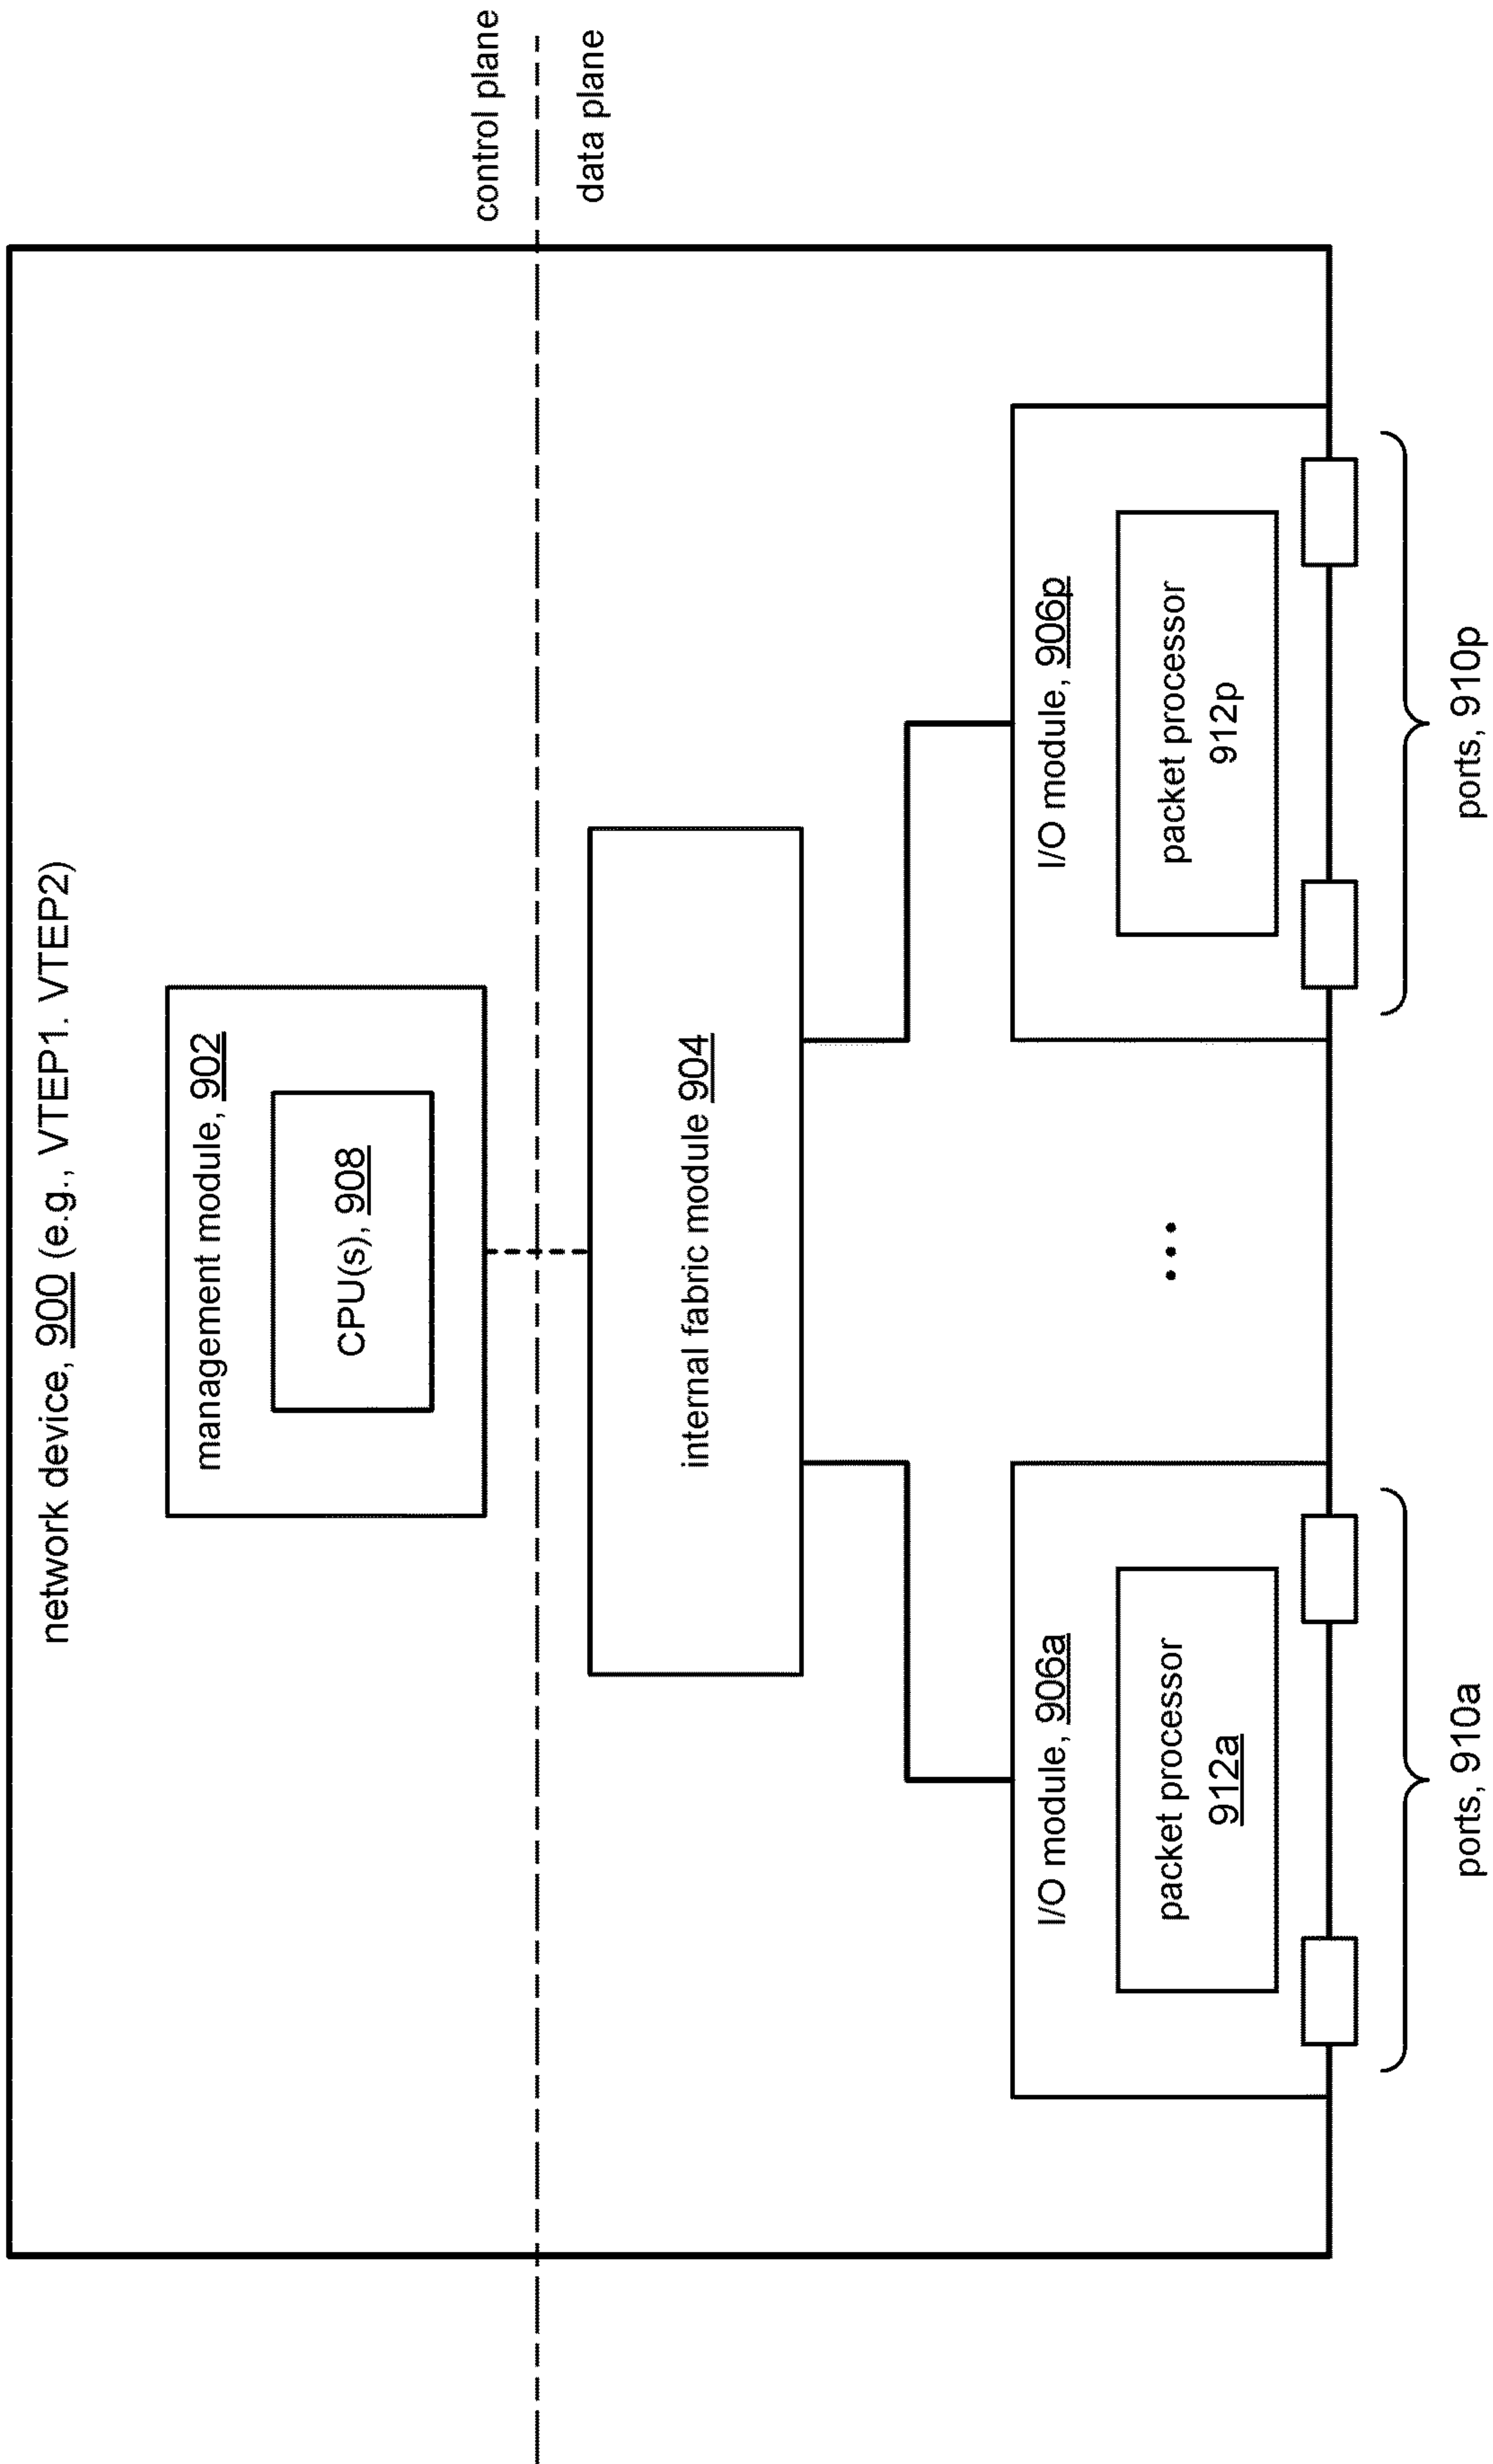 network device, 900 (e.g., VTEP1. VTEP2)
management module, 902
CPU(s), 908
control plane
data plane
internal fabric module 904
I/O module, 906a
packet processor
912a
ports, 910a
...
I/O module, 906p
packet processor
912p
ports, 910p